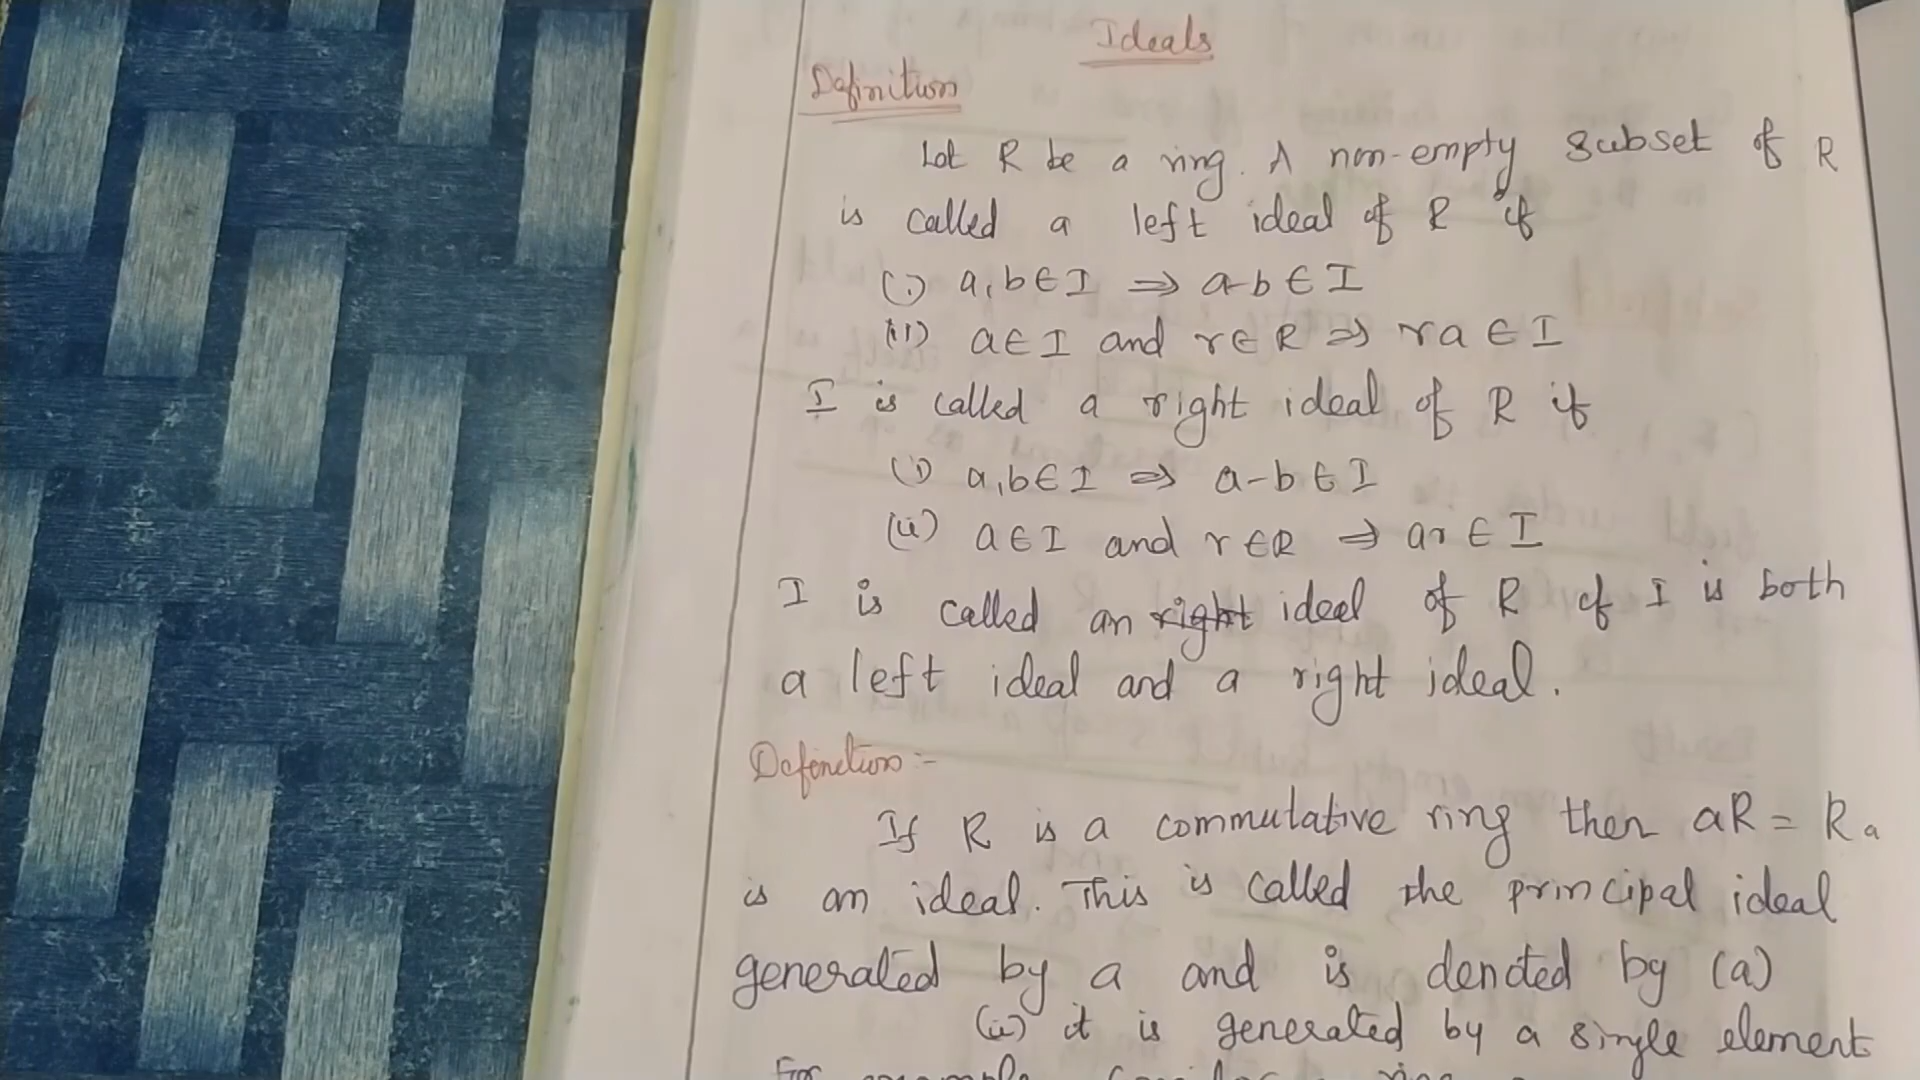 Ideals
Definition
Let R be a ring. A non-empty subset of R
is called a left ideal of R if
(i) a,b∈I ⇒ a-b∈I
(ii) a∈I and r∈R ⇒ ra∈I
I is called a right ideal of R if
(i) a,b∈I ⇒ a-b∈I
(ii) a∈I and r∈R ⇒ ar∈I
I is called an right ideal of R if I is both
a left ideal and a right ideal.
Definition:-
If R is a commutative ring then aR = Ra
is an ideal. This is called the principal ideal
generated by a and is denoted by (a)
(ie) it is generated by a single element
For example ring